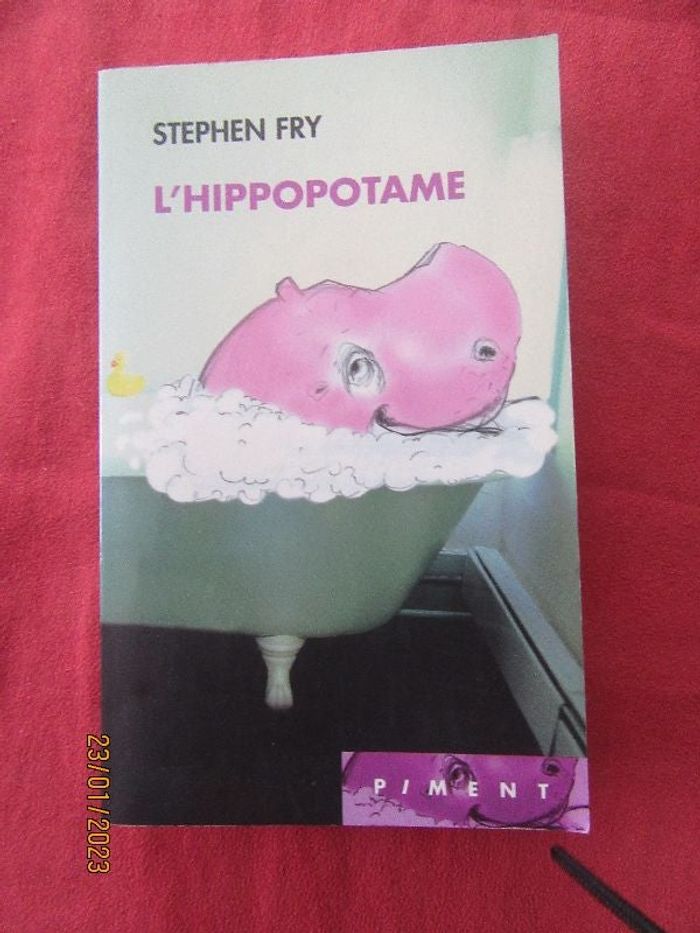 STEPHEN FRY
L'HIPPOPOTAME
PIMENT
23/01/2023